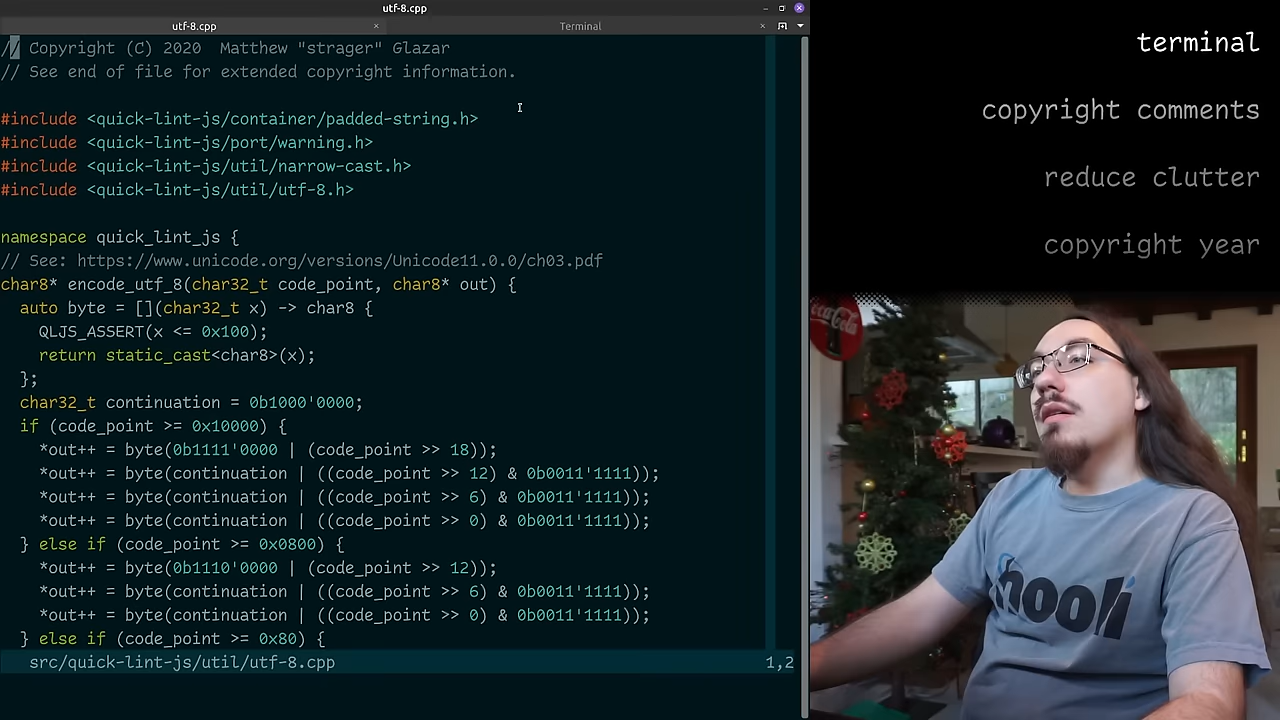 utf-8.cpp
utf-8.cpp
Terminal
// Copyright (C) 2020  Matthew "strager" Glazar
// See end of file for extended copyright information.
#include <quick-lint-js/container/padded-string.h>
#include <quick-lint-js/port/warning.h>
#include <quick-lint-js/util/narrow-cast.h>
#include <quick-lint-js/util/utf-8.h>
namespace quick_lint_js {
// See: https://www.unicode.org/versions/Unicode11.0.0/ch03.pdf
char8* encode_utf_8(char32_t code_point, char8* out) {
  auto byte = [](char32_t x) -> char8 {
    QLJS_ASSERT(x <= 0x100);
    return static_cast<char8>(x);
  };
  char32_t continuation = 0b1000'0000;
  if (code_point >= 0x10000) {
    *out++ = byte(0b1111'0000 | (code_point >> 18));
    *out++ = byte(continuation | ((code_point >> 12) & 0b0011'1111));
    *out++ = byte(continuation | ((code_point >> 6) & 0b0011'1111));
    *out++ = byte(continuation | ((code_point >> 0) & 0b0011'1111));
  } else if (code_point >= 0x0800) {
    *out++ = byte(0b1110'0000 | (code_point >> 12));
    *out++ = byte(continuation | ((code_point >> 6) & 0b0011'1111));
    *out++ = byte(continuation | ((code_point >> 0) & 0b0011'1111));
  } else if (code_point >= 0x80) {
src/quick-lint-js/util/utf-8.cpp
1,2
terminal
copyright comments
reduce clutter
copyright year
Coca-Cola
hooli